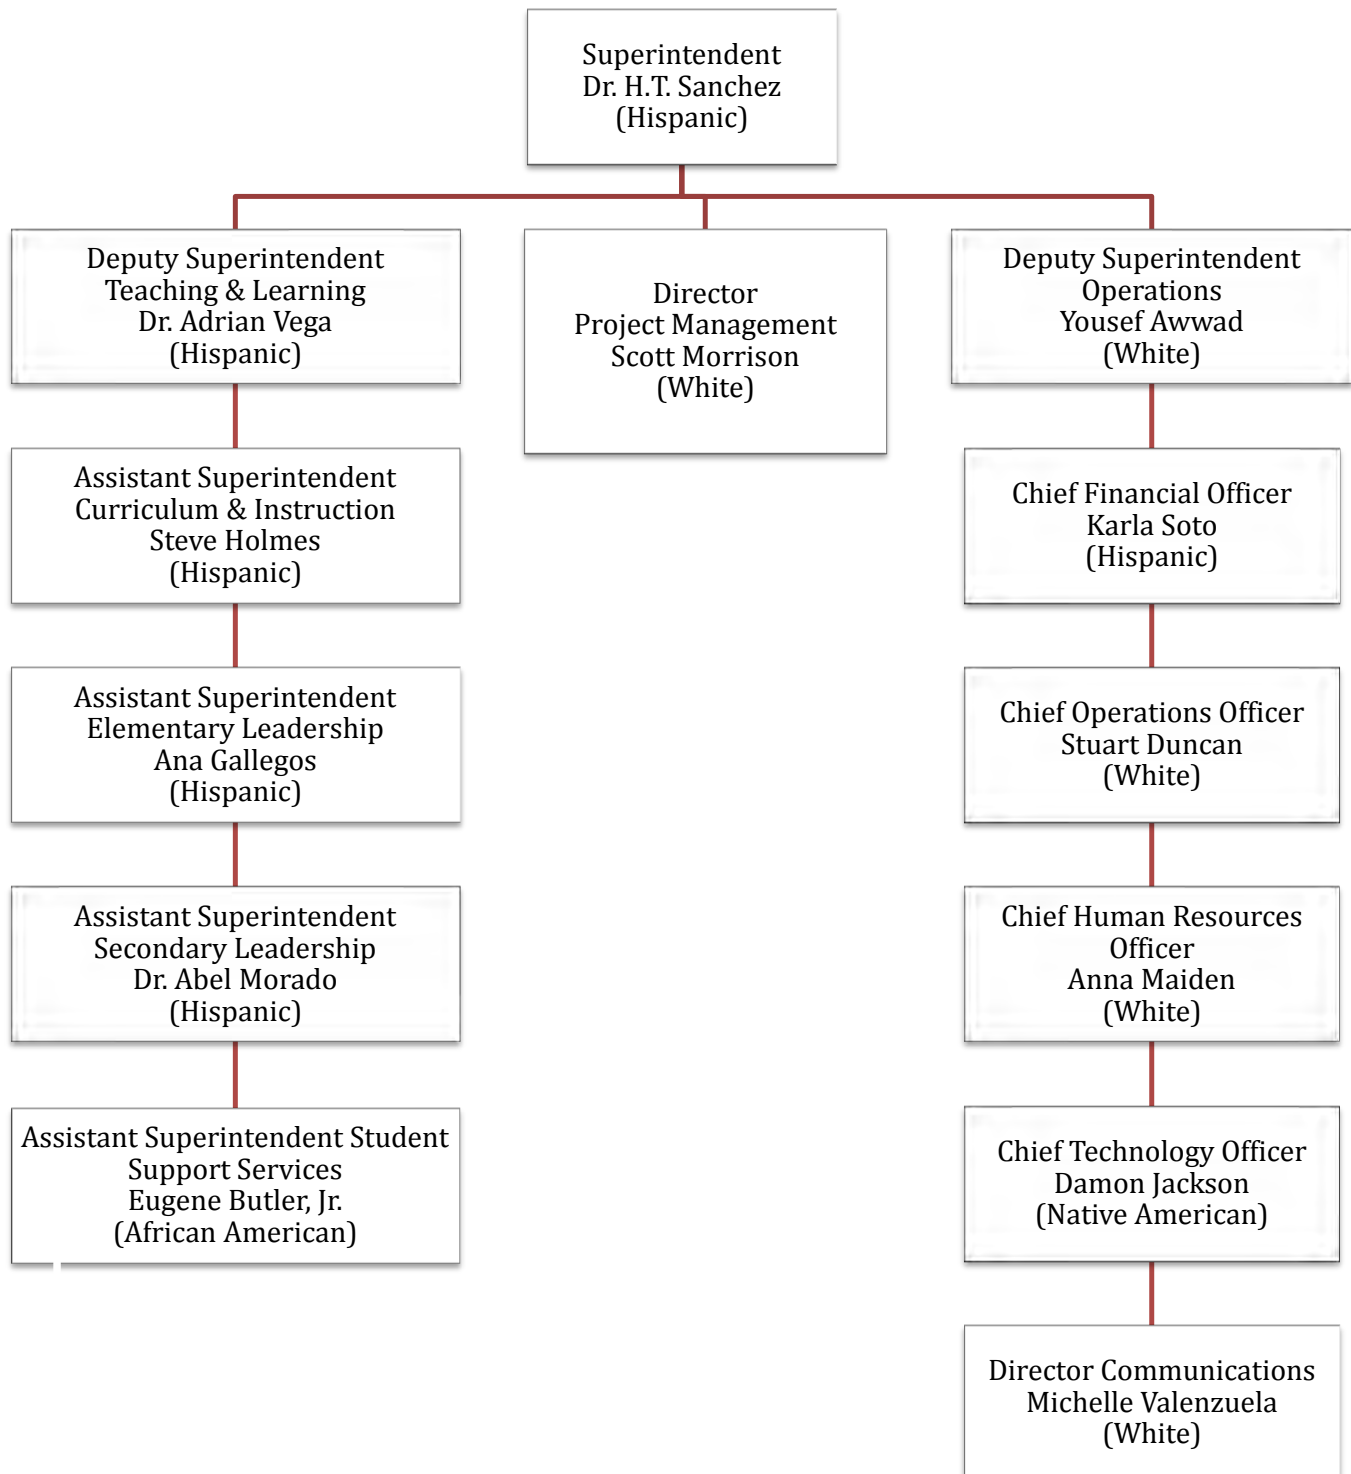 Superintendent
Dr. H.T. Sanchez
(Hispanic)
Deputy Superintendent
Teaching & Learning
Dr. Adrian Vega
(Hispanic)
Director
Project Management
Scott Morrison
(White)
Deputy Superintendent
Operations
Yousef Awwad
(White)
Assistant Superintendent
Curriculum & Instruction
Steve Holmes
(Hispanic)
Chief Financial Officer
Karla Soto
(Hispanic)
Assistant Superintendent
Elementary Leadership
Ana Gallegos
(Hispanic)
Chief Operations Officer
Stuart Duncan
(White)
Assistant Superintendent
Secondary Leadership
Dr. Abel Morado
(Hispanic)
Chief Human Resources
Officer
Anna Maiden
(White)
Assistant Superintendent Student
Support Services
Eugene Butler, Jr.
(African American)
Chief Technology Officer
Damon Jackson
(Native American)
Director Communications
Michelle Valenzuela
(White)